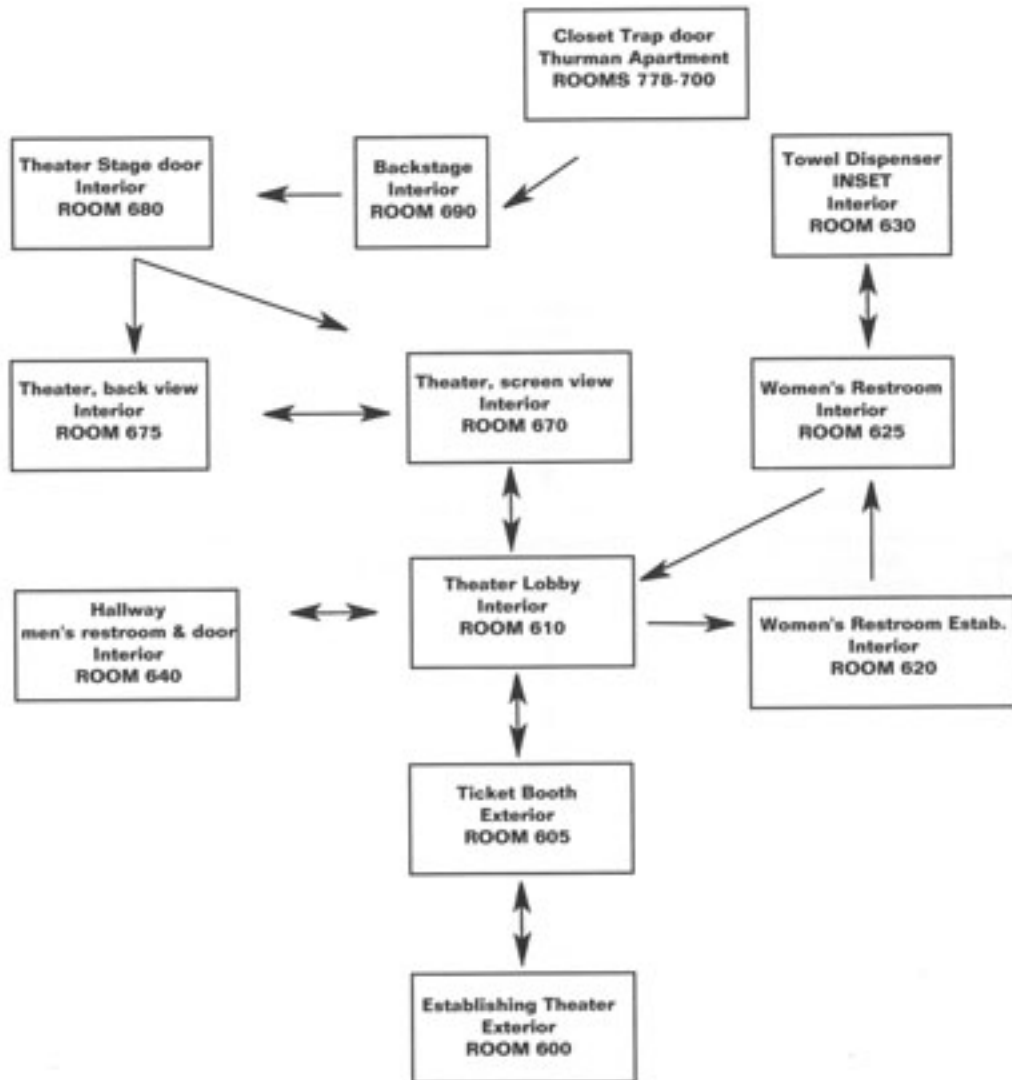 Closet Trap door
Thurman Apartment
ROOMS 778-700
Theater Stage door
Interior
ROOM 680
Backstage
Interior
ROOM 690
Towel Dispenser
INSET
Interior
ROOM 630
Theater, back view
Interior
ROOM 675
Theater, screen view
Interior
ROOM 670
Women's Restroom
Interior
ROOM 625
Hallway
men's restroom & door
Interior
ROOM 640
Theater Lobby
Interior
ROOM 610
Women's Restroom Estab.
Interior
ROOM 620
Ticket Booth
Exterior
ROOM 605
Establishing Theater
Exterior
ROOM 600